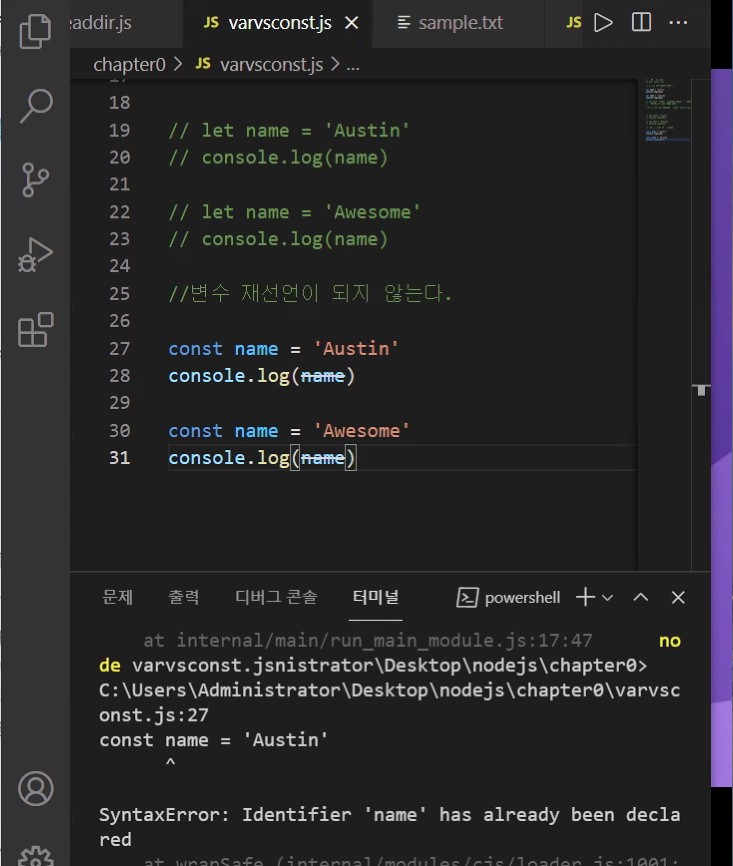 eaddir.js
JS varvsconst.js
sample.txt
JS
chapter0 > JS varvsconst.js > ...
18
19 // let name = 'Austin'
20 // console.log(name)
21
22 // let name = 'Awesome'
23 // console.log(name)
24
25 //변수 재선언이 되지 않는다.
26
27 const name = 'Austin'
28 console.log(name)
29
30 const name = 'Awesome'
31 console.log(name)
문제 출력 디버그 콘솔 터미널 powershell
at internal/main/run_main_module.js:17:47 no
de varvsconst.jsnistrator\Desktop\nodejs\chapter0>
C:\Users\Administrator\Desktop\nodejs\chapter0\varvsc
onst.js:27
const name = 'Austin'
^
SyntaxError: Identifier 'name' has already been decla
red
at wrapSafe (internal/modules/cjs/loader.js:1001: